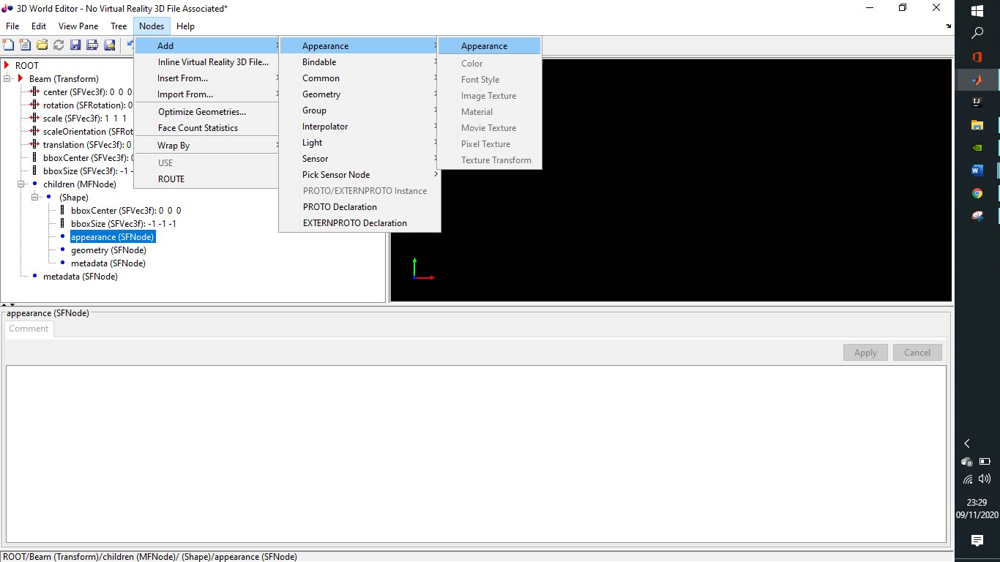 3D World Editor - No Virtual Reality 3D File Associated*
File Edit View Pane Tree Nodes Help
ROOT
Beam (Transform)
center (SFVec3f): 0 0 0
rotation (SFRotation): 0
scale (SFVec3f): 1 1 1
scaleOrientation (SFRot
translation (SFVec3f): 0
bboxCenter (SFVec3f): 0
bboxSize (SFVec3f): -1 -
children (MFNode)
(Shape)
bboxCenter (SFVec3f): 0 0 0
bboxSize (SFVec3f): -1 -1 -1
appearance (SFNode)
geometry (SFNode)
metadata (SFNode)
metadata (SFNode)
Add
Inline Virtual Reality 3D File...
Insert From...
Import From...
Optimize Geometries...
Face Count Statistics
Wrap By
USE
ROUTE
Appearance
Bindable
Common
Geometry
Group
Interpolator
Light
Sensor
Pick Sensor Node
PROTO/EXTERNPROTO Instance
PROTO Declaration
EXTERNPROTO Declaration
Appearance
Color
Font Style
Image Texture
Material
Movie Texture
Pixel Texture
Texture Transform
appearance (SFNode)
Comment
Apply Cancel
ROOT/Beam (Transform)/children (MFNode)/ (Shape)/appearance (SFNode)
IJ
W
23:29
09/11/2020